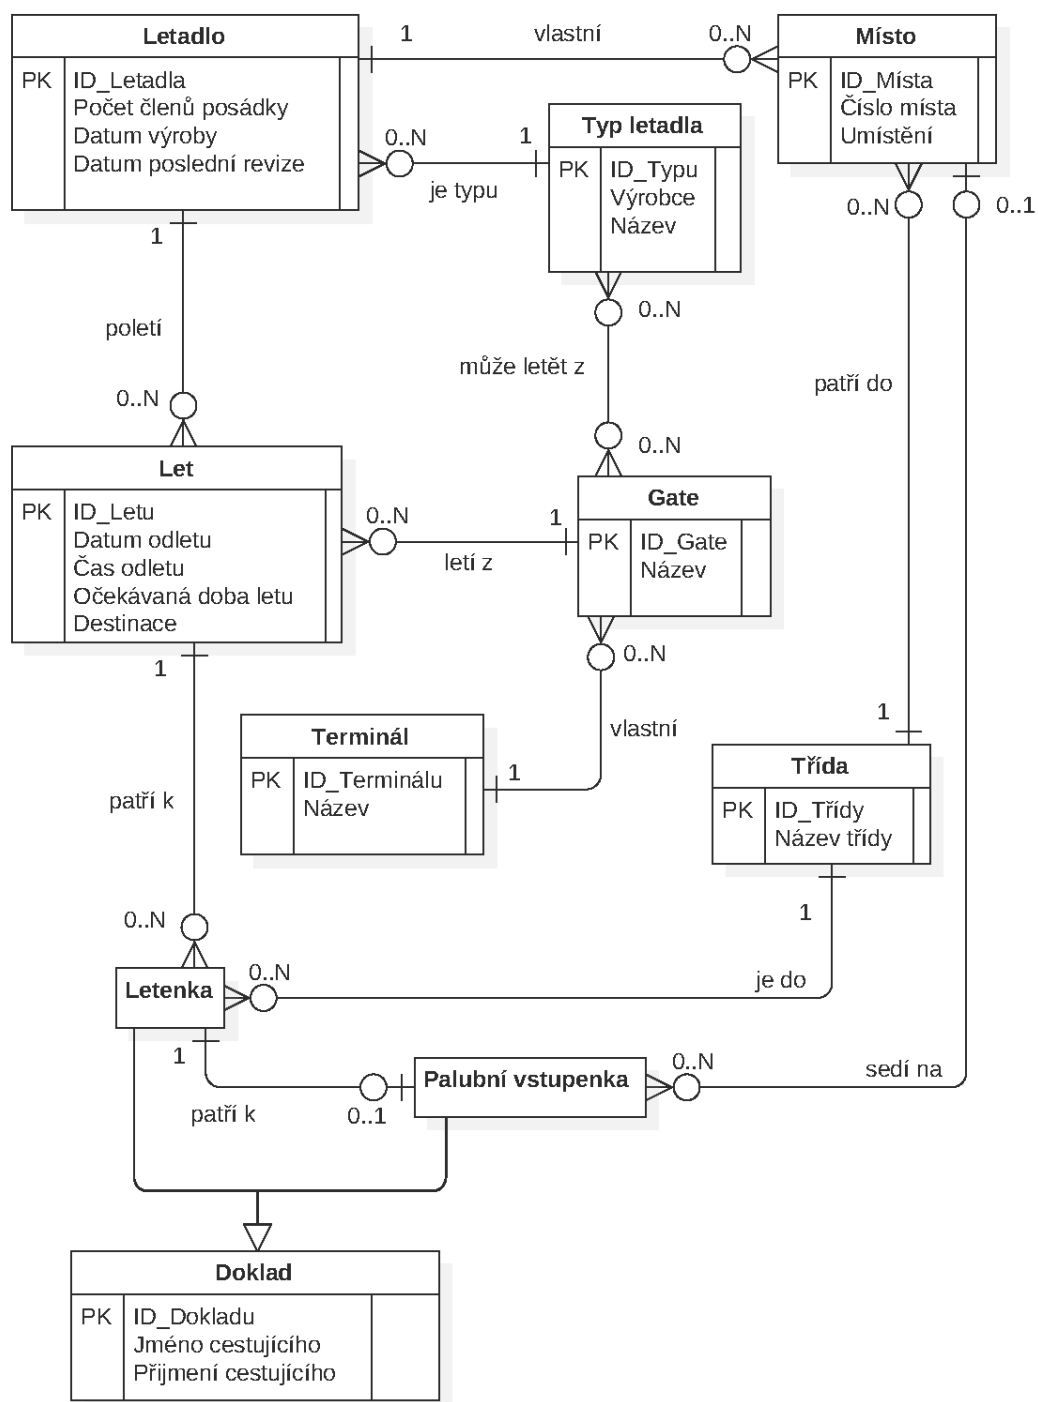 Letadlo
PK
ID_Letadla
Počet členů posádky
Datum výroby
Datum poslední revize
1
vlastní
0..N
Místo
PK
ID_Místa
Číslo místa
Umístění
0..N
1
je typu
Typ letadla
PK
ID_Typu
Výrobce
Název
0..N
0..1
1
poletí
0..N
0..N
může letět z
0..N
patří do
Let
PK
ID_Letu
Datum odletu
Čas odletu
Očekávaná doba letu
Destinace
0..N
1
letí z
Gate
PK
ID_Gate
Název
1
0..N
vlastní
1
Terminál
PK
ID_Terminálu
Název
1
Třída
PK
ID_Třídy
Název třídy
patří k
0..N
1
Letenka
0..N
je do
1
patří k
0..1
Palubní vstupenka
0..N
sedí na
Doklad
PK
ID_Dokladu
Jméno cestujícího
Přijmení cestujícího